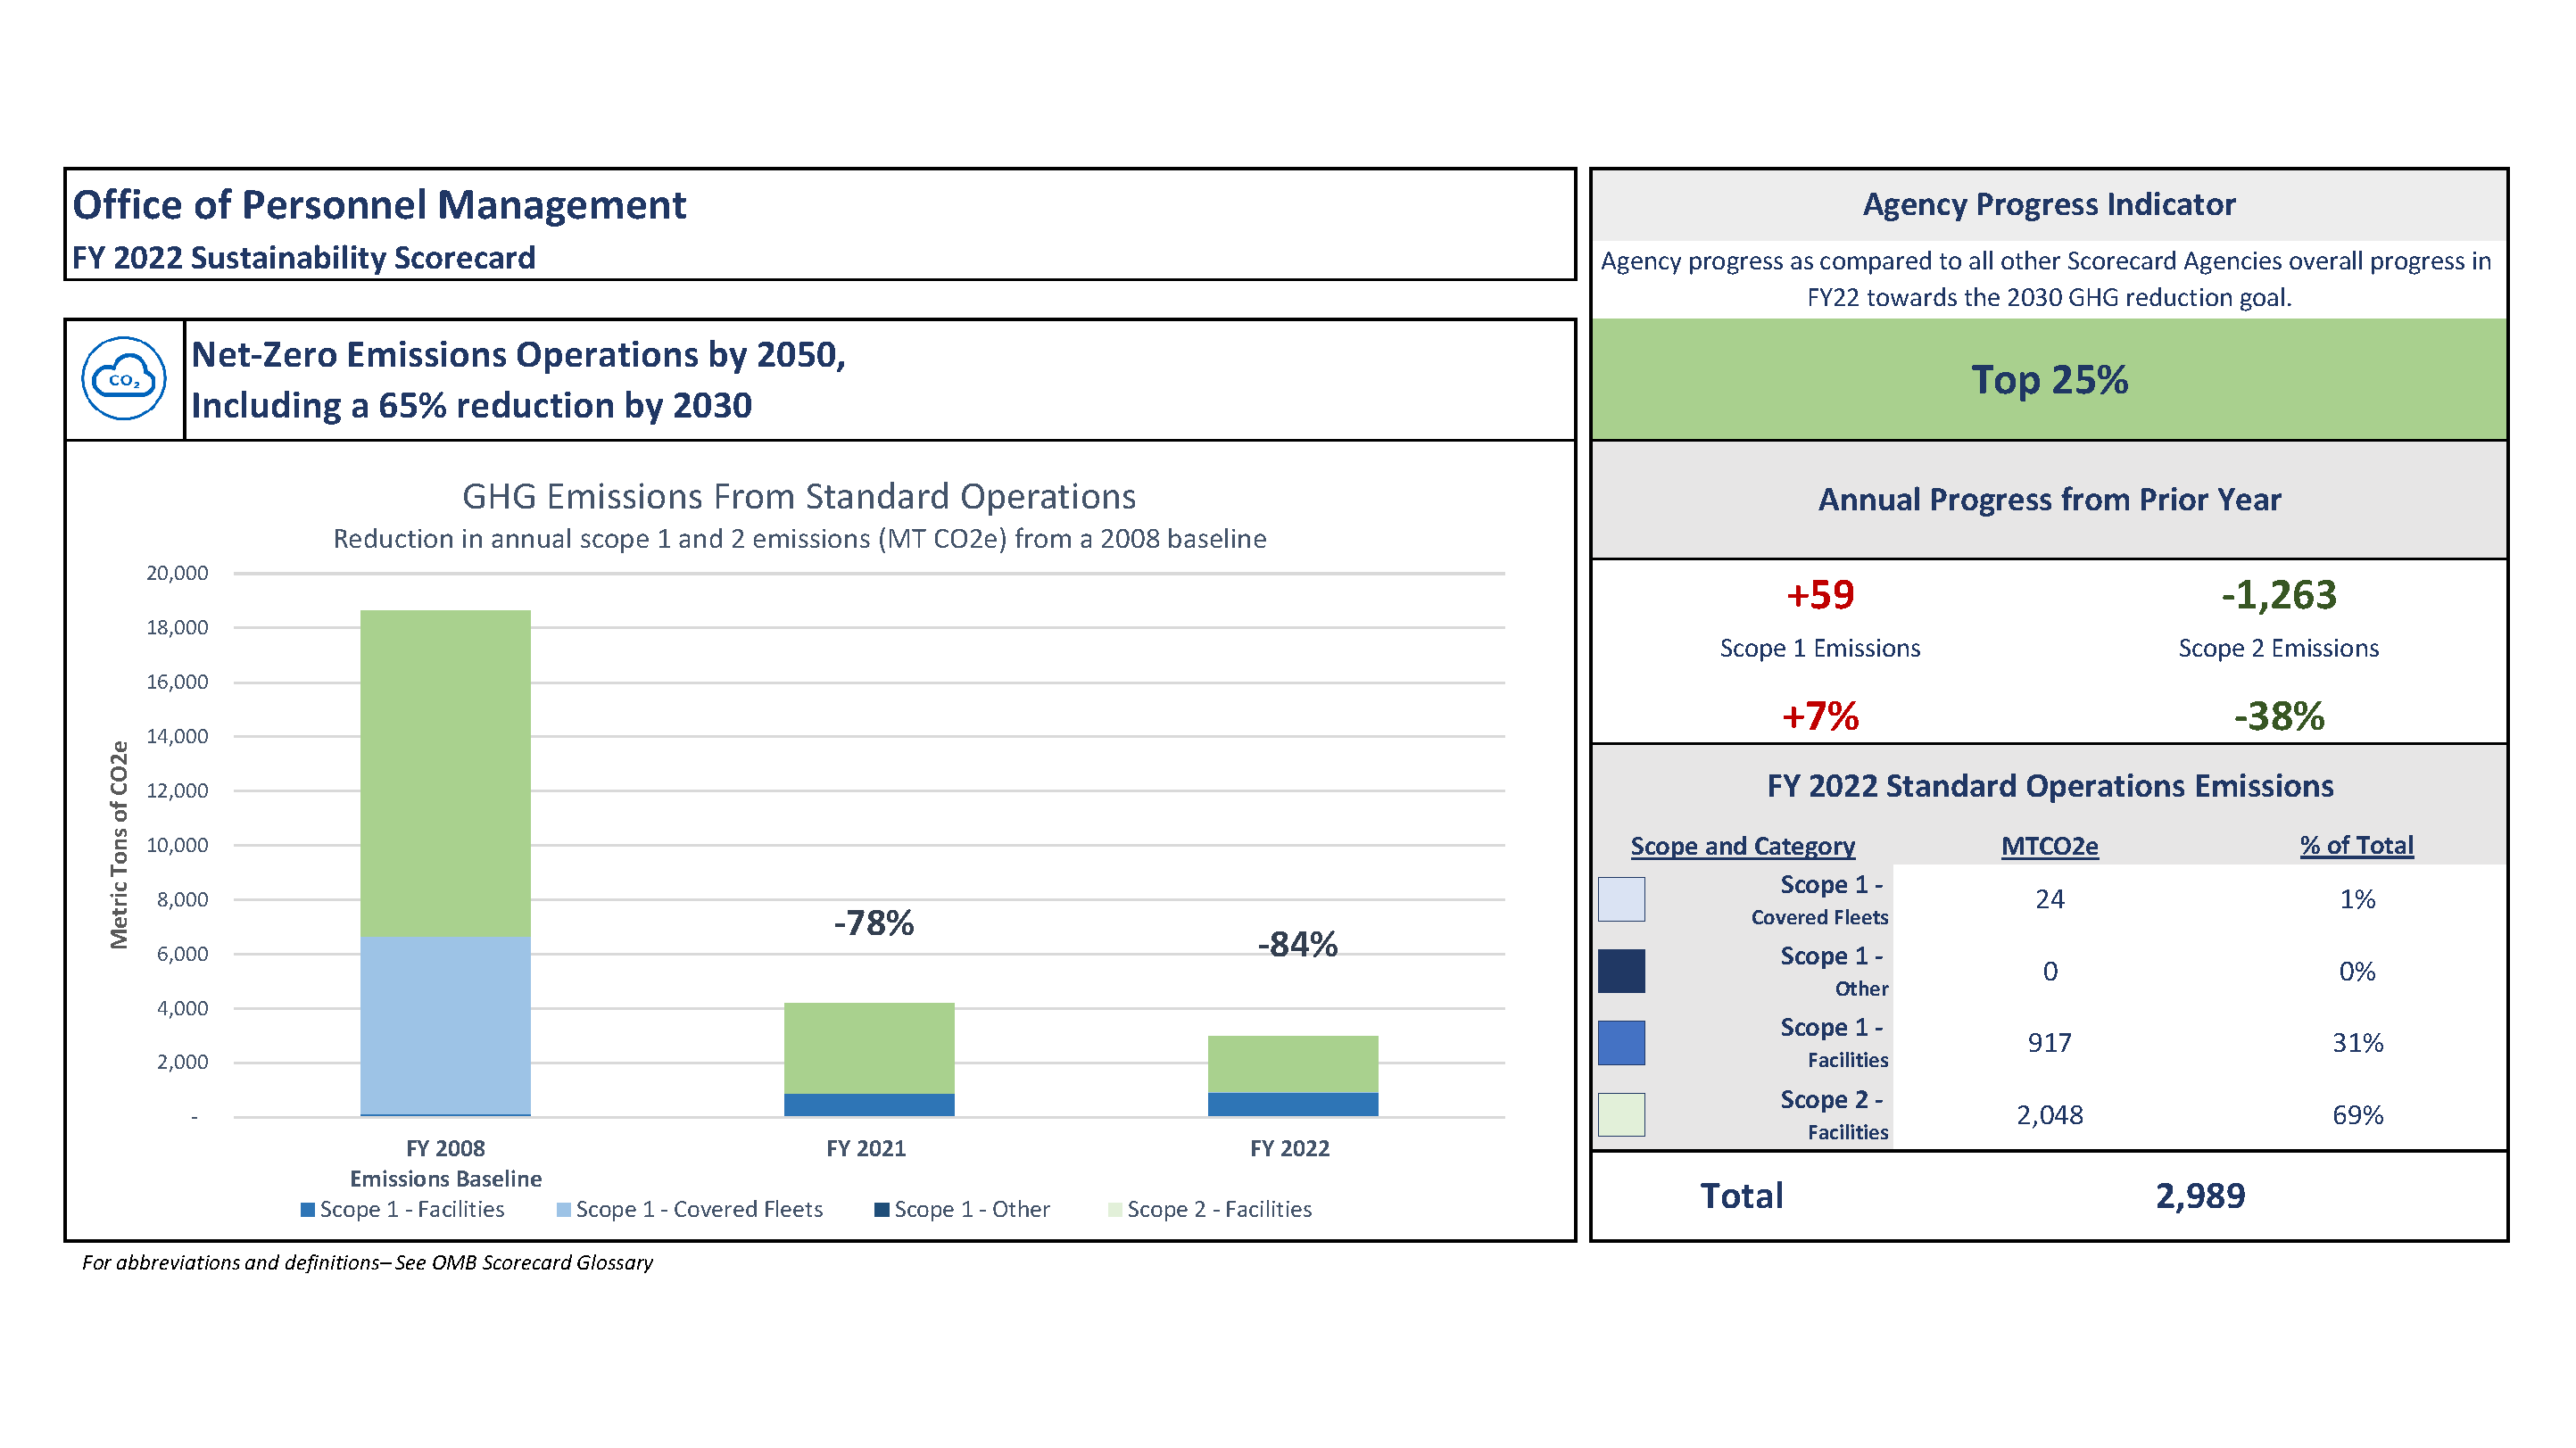 Office of Personnel Management
FY 2022 Sustainability Scorecard
CO2
Net-Zero Emissions Operations by 2050,
Including a 65% reduction by 2030
GHG Emissions From Standard Operations
Reduction in annual scope 1 and 2 emissions (MT CO2e) from a 2008 baseline
Metric Tons of CO2e
20,000
18,000
16,000
14,000
12,000
10,000
8,000
6,000
4,000
2,000
-
-78%
-84%
FY 2008
Emissions Baseline
FY 2021
FY 2022
Scope 1 - Facilities
Scope 1 - Covered Fleets
Scope 1 - Other
Scope 2 - Facilities
For abbreviations and definitions– See OMB Scorecard Glossary
Agency Progress Indicator
Agency progress as compared to all other Scorecard Agencies overall progress in
FY22 towards the 2030 GHG reduction goal.
Top 25%
Annual Progress from Prior Year
+59 -1,263
Scope 1 Emissions Scope 2 Emissions
+7% -38%
FY 2022 Standard Operations Emissions
Scope and Category MTCO2e % of Total
Scope 1 -
Covered Fleets
24 1%
Scope 1 -
Other
0 0%
Scope 1 -
Facilities
917 31%
Scope 2 -
Facilities
2,048 69%
Total 2,989